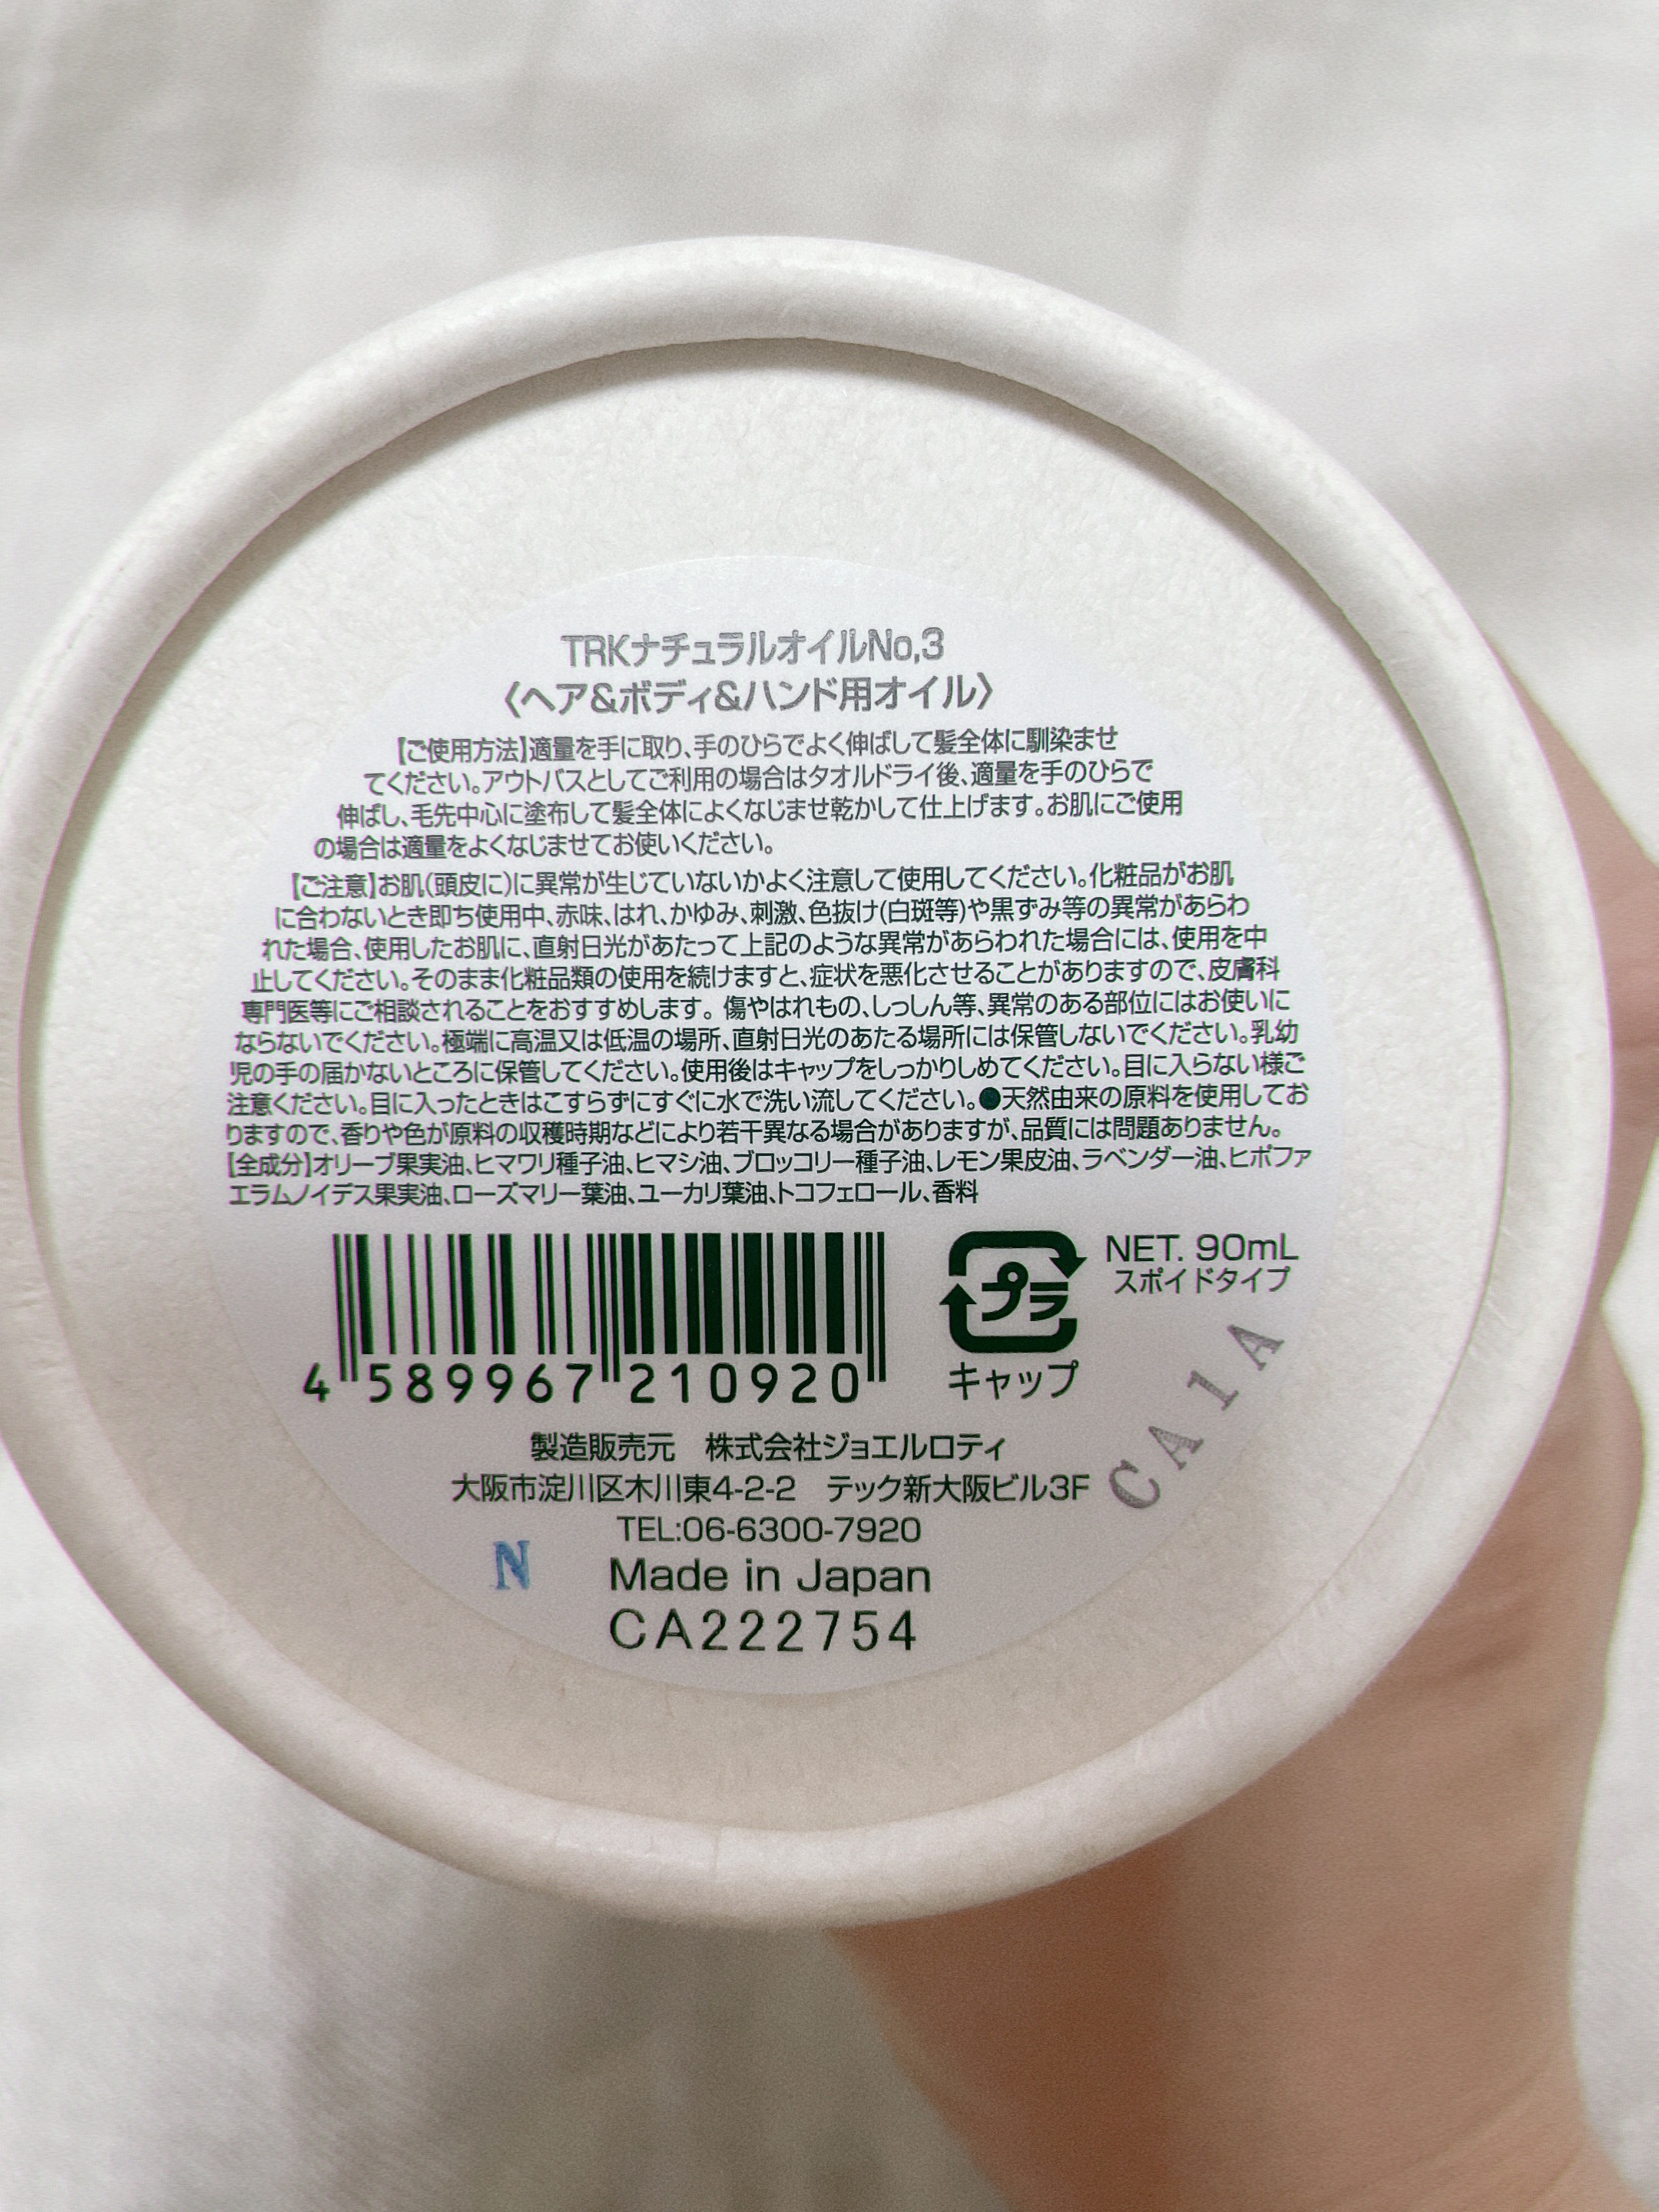 TRKナチュラルオイルNo,3
〈ヘア&ボディ&ハンド用オイル〉
【ご使用方法】適量を手に取り、手のひらでよく伸ばして髪全体に馴染ませ
てください。アウトバスとしてご利用の場合はタオルドライ後、適量を手のひらで
伸ばし、毛先中心に塗布して髪全体によくなじませ乾かして仕上げます。お肌にご使用
の場合は適量をよくなじませてお使いください。
【ご注意】お肌(頭皮に)に異常が生じていないかよく注意して使用してください。化粧品がお肌
に合わないとき即ち使用中、赤味、はれ、かゆみ、刺激、色抜け(白斑等)や黒ずみ等の異常があらわ
れた場合、使用したお肌に、直射日光があたって上記のような異常があらわれた場合には、使用を中
止してください。そのまま化粧品類の使用を続けますと、症状を悪化させることがありますので、皮膚科
専門医等にご相談されることをおすすめします。傷やはれもの、しっしん等、異常のある部位にはお使いに
ならないでください。極端に高温又は低温の場所、直射日光のあたる場所には保管しないでください。乳幼
児の手の届かないところに保管してください。使用後はキャップをしっかりしめてください。目に入らない様ご
注意ください。目に入ったときはこすらずにすぐに水で洗い流してください。●天然由来の原料を使用してお
りますので、香りや色が原料の収穫時期などにより若干異なる場合がありますが、品質には問題ありません。
【全成分】オリーブ果実油、ヒマワリ種子油、ヒマシ油、ブロッコリー種子油、レモン果皮油、ラベンダー油、ヒポファ
エラムノイデス果実油、ローズマリー葉油、ユーカリ葉油、トコフェロール、香料
4 589967 210920
プラ
キャップ
NET. 90mL
スポイドタイプ
CA1A
製造販売元　株式会社ジョエルロティ
大阪市淀川区木川東4-2-2　テック新大阪ビル3F
TEL:06-6300-7920
N
Made in Japan
CA222754